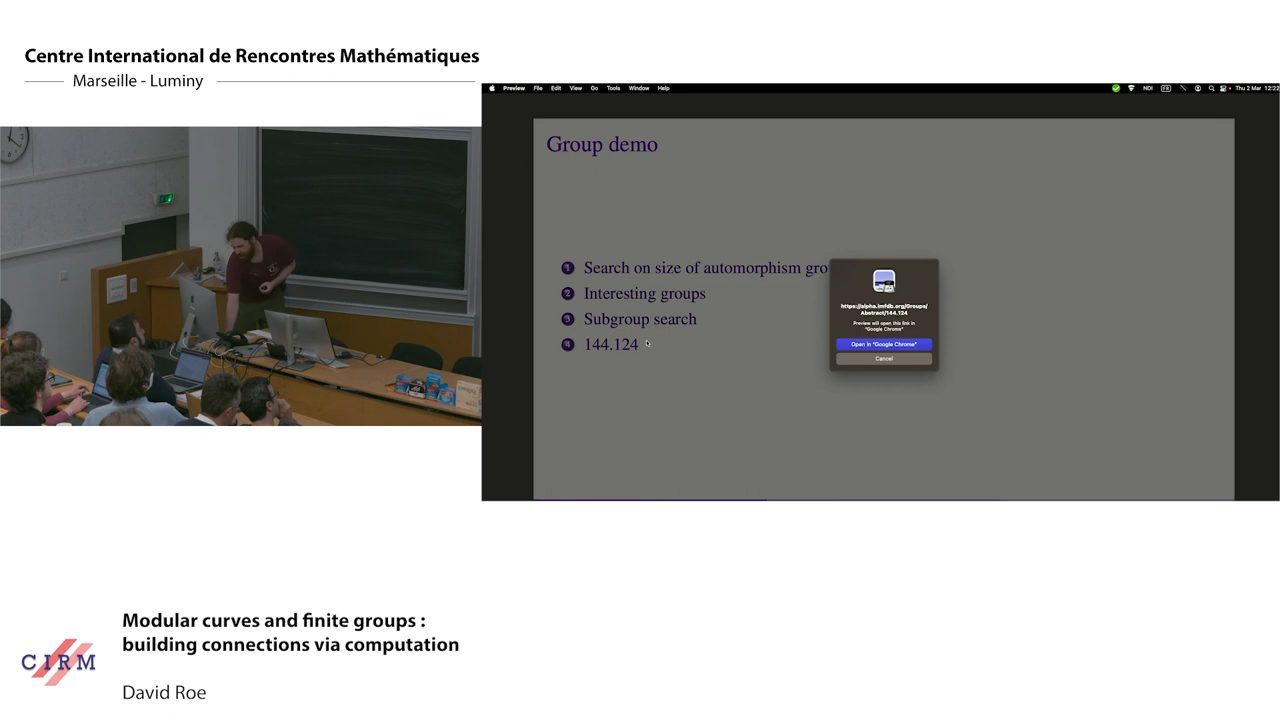 Centre International de Rencontres Mathématiques
Marseille - Luminy
Preview File Edit View Go Tools Window Help
NDI FR Thu 2 Mar 12:22
Group demo
1 Search on size of automorphism gro
2 Interesting groups
3 Subgroup search
4 144.124
https://alpha.lmfdb.org/Groups/
Abstract/144.124
Preview will open this link in
"Google Chrome"
Open in "Google Chrome"
Cancel
Modular curves and finite groups :
building connections via computation
CIRM
David Roe